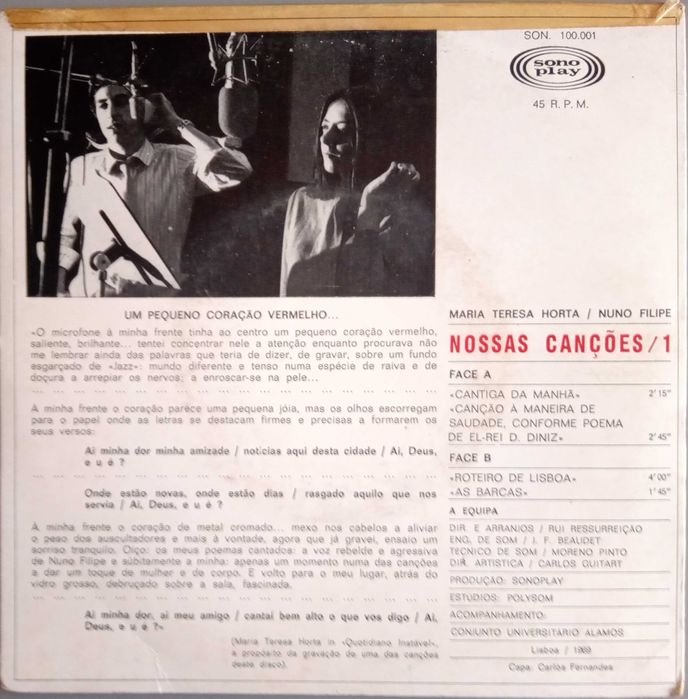 SON. 100.001
sono
play
45 R. P. M.
UM PEQUENO CORAÇÃO VERMELHO...
«O microfone à minha frente tinha ao centro um pequeno coração vermelho,
saliente, brilhante... tentei concentrar nele a atenção enquanto procurava não
me lembrar ainda das palavras que teria de dizer, de gravar, sobre um fundo
esgarçado de «Jazz»: mundo diferente e tenso numa espécie de raiva e de
doçura a arrepiar os nervos; a enroscar-se na pele...
A minha frente o coração parece uma pequena jóia, mas os olhos escorregam
para o papel onde as letras se destacam firmes e precisas a formarem os
seus versos:
Ai minha dor minha amizade / notícias aqui desta cidade / Ai, Deus,
e u é ?
Onde estão novas, onde estão dias / rasgado aquilo que nos
servia / Ai, Deus, e u é ?
A minha frente o coração de metal cromado... mexo nos cabelos a aliviar
o peso dos auscultadores e mais à vontade, agora que já gravei, ensaio um
sorriso tranquilo. Oiço: os meus poemas cantados: a voz rebelde e agressiva
de Nuno Filipe e súbitamente a minha: apenas um momento numa das canções
a dar um toque de mulher e de corpo. E volto para o meu lugar, atrás do
vidro grosso, debruçado sobre a sala, fascinada.
Ai minha dor, ai meu amigo / cantai bem alto o que vos digo / Ai,
Deus, e u é ?»
(Maria Teresa Horta in «Quotidiano Instável»,
a propósito da gravação de uma das canções
deste disco).
MARIA TERESA HORTA / NUNO FILIPE
NOSSAS CANÇÕES/1
FACE A
«CANTIGA DA MANHÃ» 2'15"
«CANÇÃO À MANEIRA DE
SAUDADE, CONFORME POEMA
DE EL-REI D. DINIZ» 2'45"
FACE B
«ROTEIRO DE LISBOA» 4'00"
«AS BARCAS» 1'45"
A EQUIPA
DIR. E ARRANJOS / RUI RESSURREIÇÃO
ENG. DE SOM / J. F. BEAUDET
TECNICO DE SOM / MORENO PINTO
DIR. ARTISTICA / CARLOS GUITART
PRODUÇÃO: SONOPLAY
ESTÚDIOS: POLYSOM
ACOMPANHAMENTO:
CONJUNTO UNIVERSITÁRIO ALAMOS
Lisboa / 1969
Capa: Carlos Fernandes